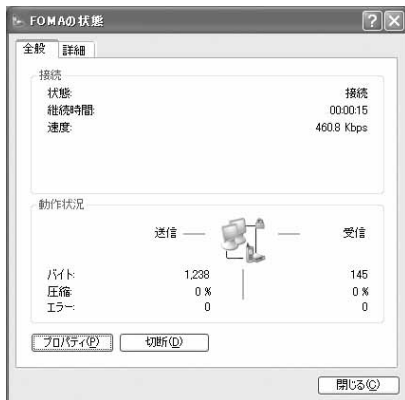 FOMAの状態
全般 詳細
接続
状態: 接続
継続時間: 00:00:15
速度: 460.8 Kbps
動作状況
送信 — — 受信
バイト: 1,238 145
圧縮: 0 % 0 %
エラー: 0 0
プロパティ(P) 切断(D)
閉じる(C)